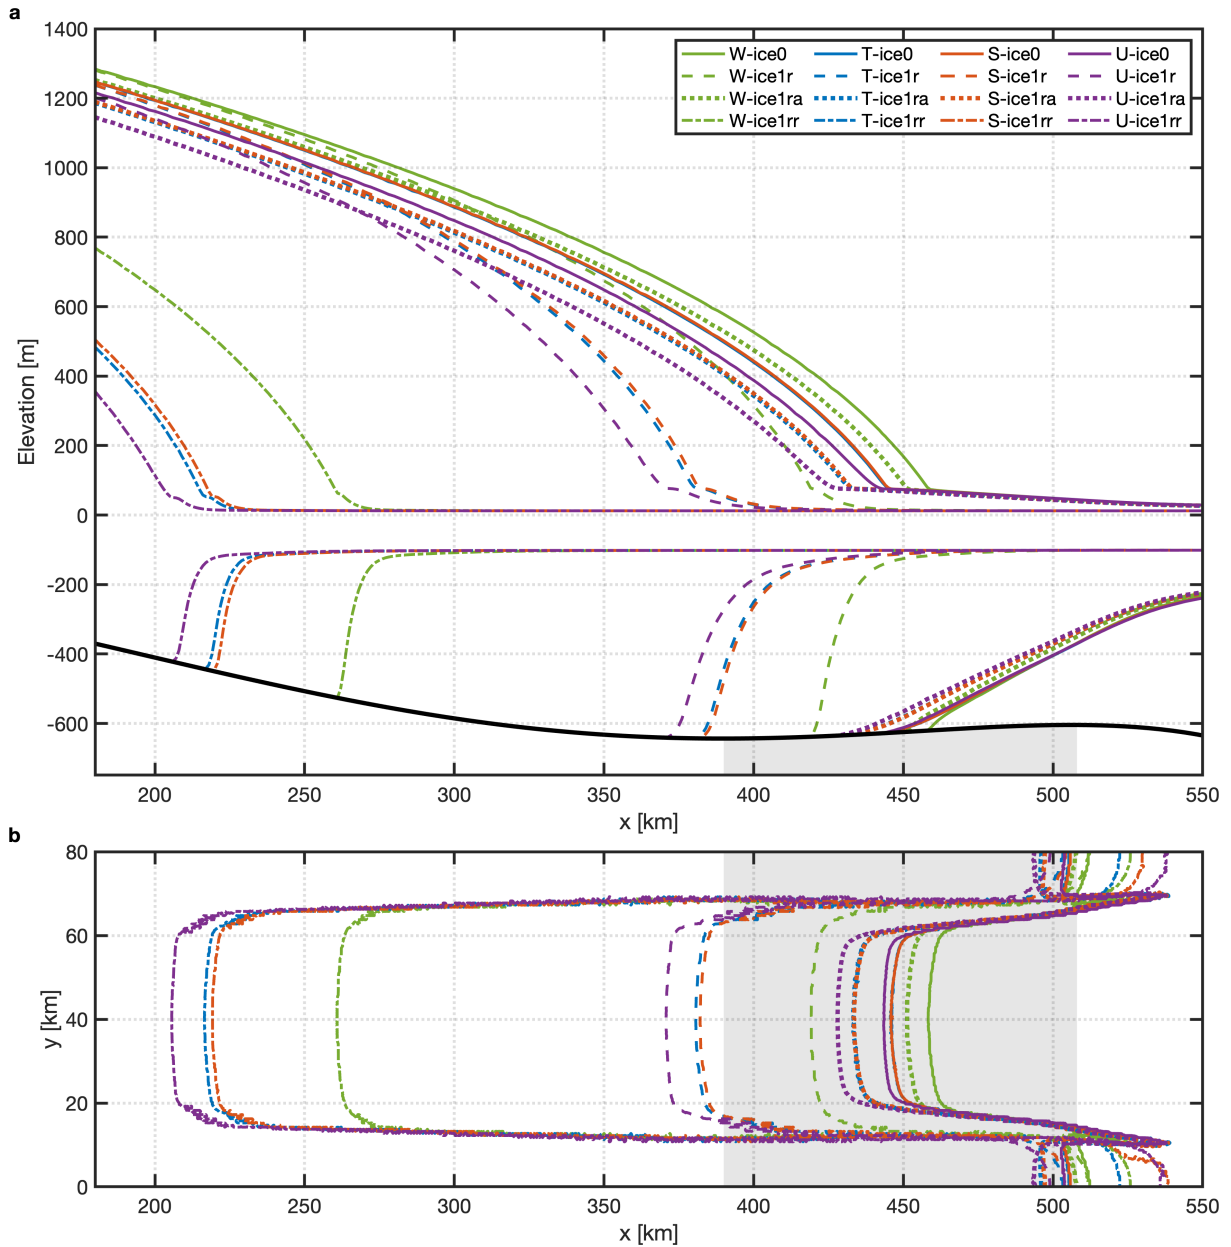 a
1400
1200
1000
800
600
400
200
0
-200
-400
-600
Elevation [m]
W-ice0 T-ice0 S-ice0 U-ice0
W-ice1r T-ice1r S-ice1r U-ice1r
W-ice1ra T-ice1ra S-ice1ra U-ice1ra
W-ice1rr T-ice1rr S-ice1rr U-ice1rr
200 250 300 350 400 450 500 550
x [km]
b
80
60
40
20
0
y [km]
200 250 300 350 400 450 500 550
x [km]